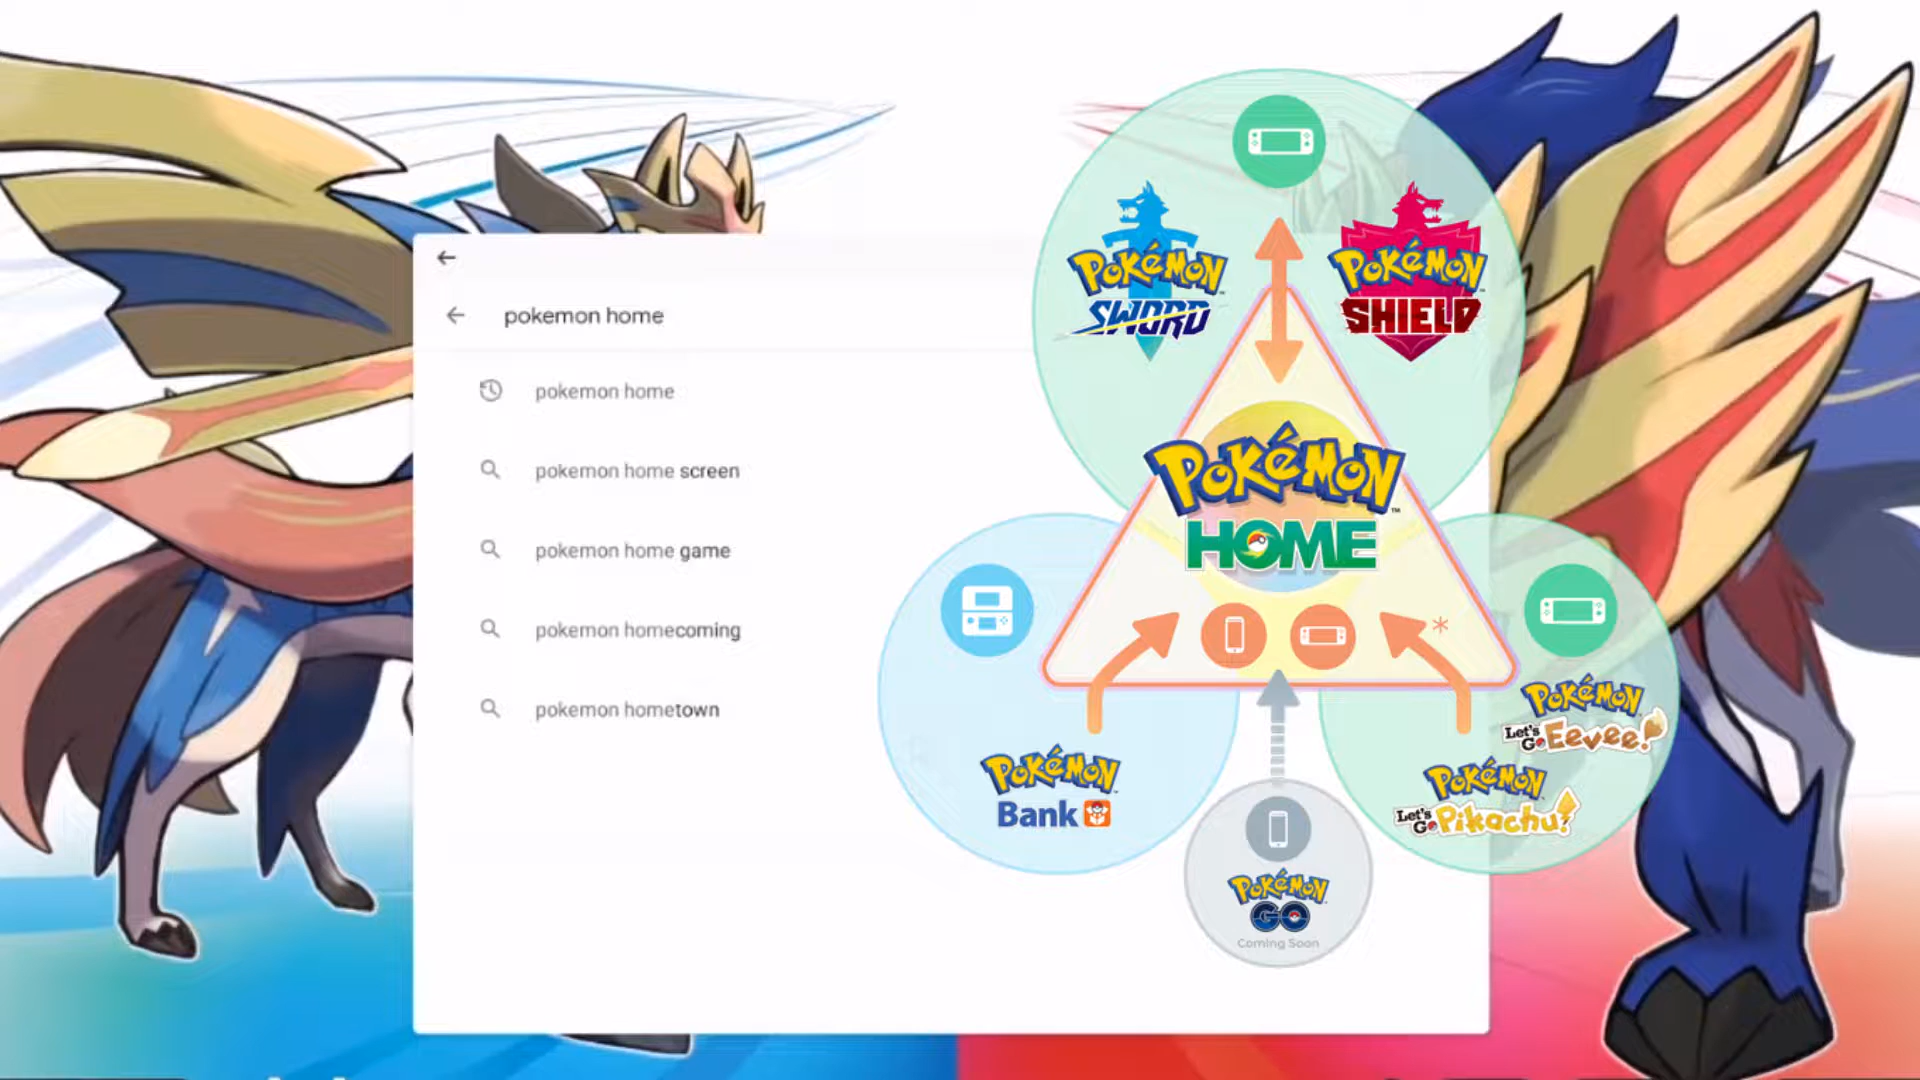 pokemon home
pokemon home
pokemon home screen
pokemon home game
pokemon homecoming
pokemon hometown
POKéMON
SWORD
POKéMON
SHIELD
POKéMON™
HOME
*
POKéMON
Bank
POKéMON
GO
Coming Soon
POKéMON
Let's Go Eevee!
POKéMON
Let's Go Pikachu!